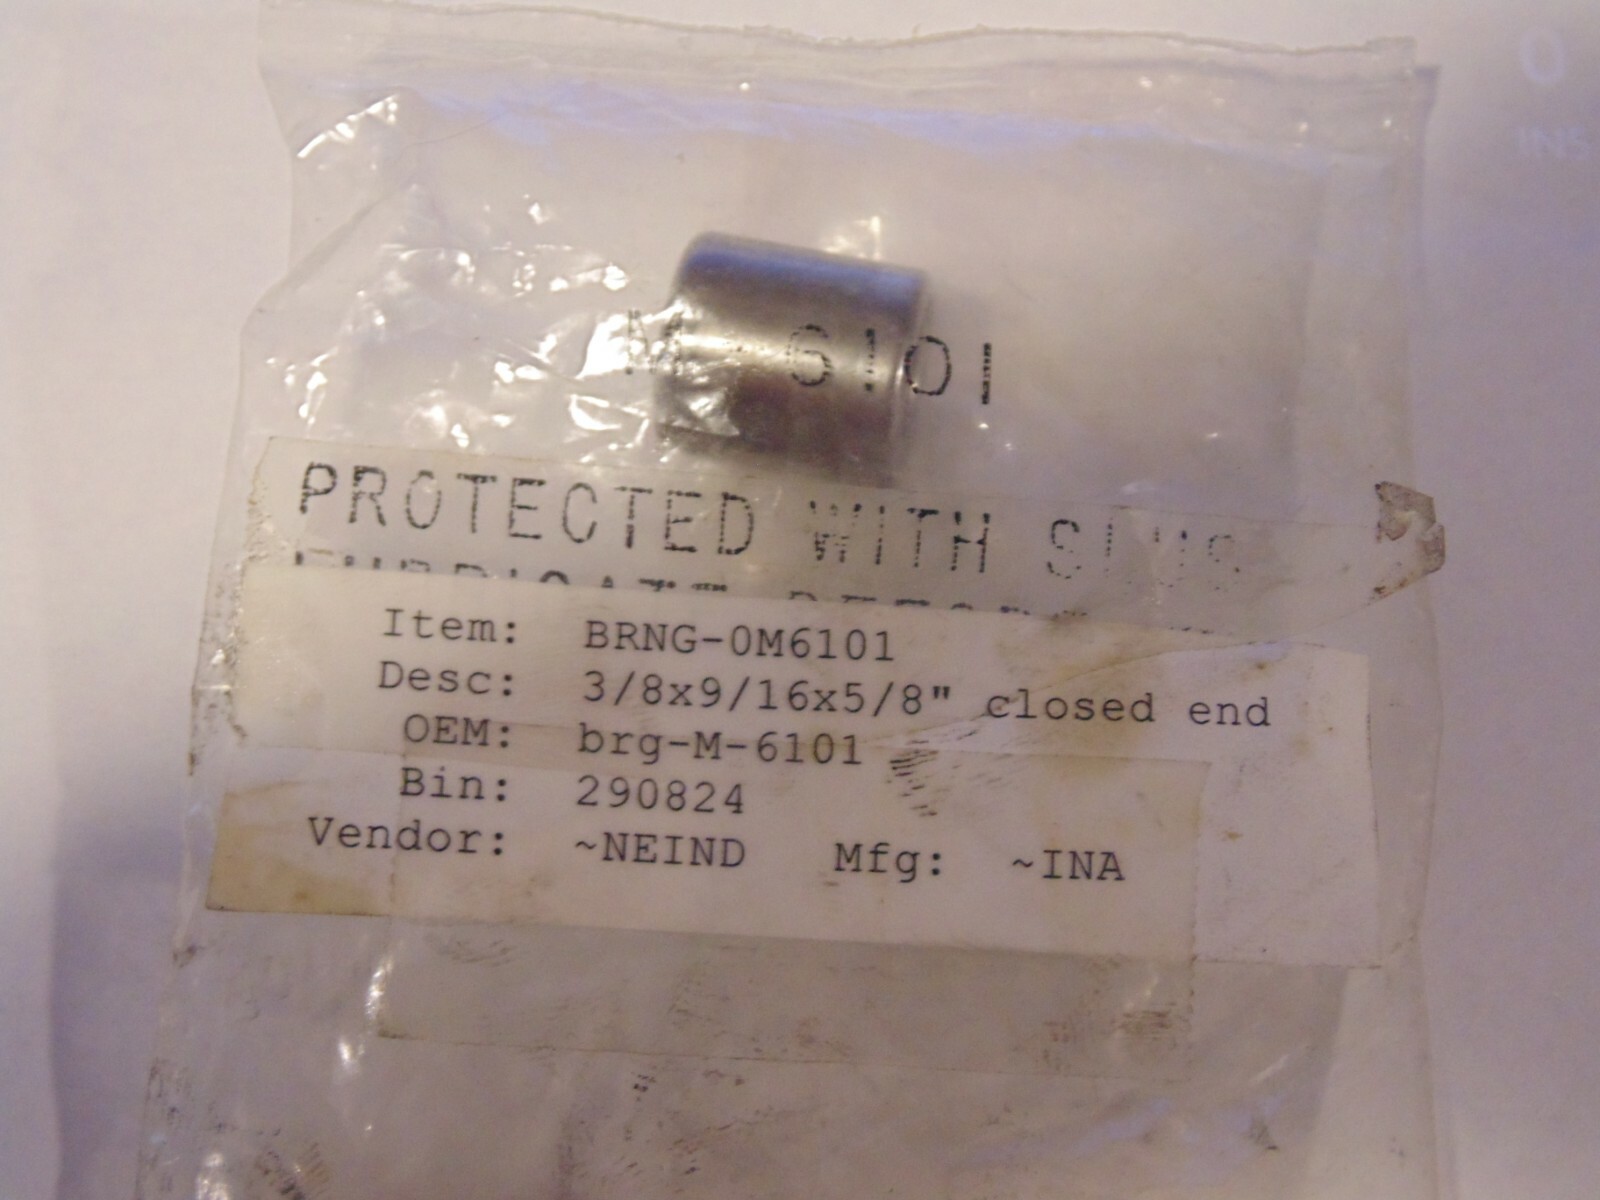 M 6101
PROTECTED WITH
Item: BRNG-0M6101
Desc: 3/8x9/16x5/8" closed end
OEM: brg-M-6101
Bin: 290824
Vendor: ~NEIND Mfg: ~INA